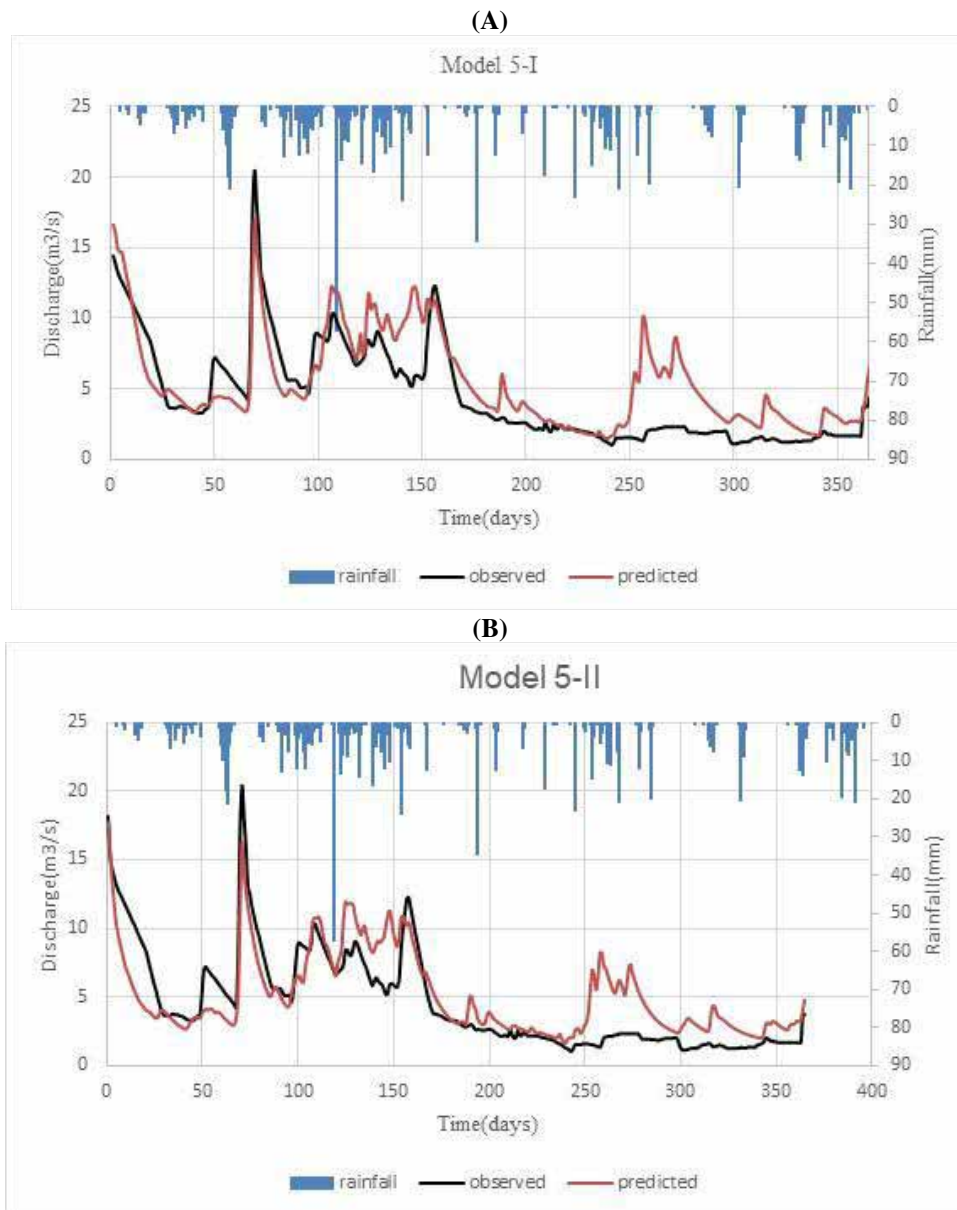 (A)
Model 5-I
25
20
15
10
5
0
Discharge(m3/s)
0
10
20
30
40
50
60
70
80
90
Rainfall(mm)
0 50 100 150 200 250 300 350
Time(days)
rainfall observed predicted
(B)
Model 5-II
25
20
15
10
5
0
Discharge(m3/s)
0
10
20
30
40
50
60
70
80
90
Rainfall(mm)
0 50 100 150 200 250 300 350 400
Time(days)
rainfall observed predicted